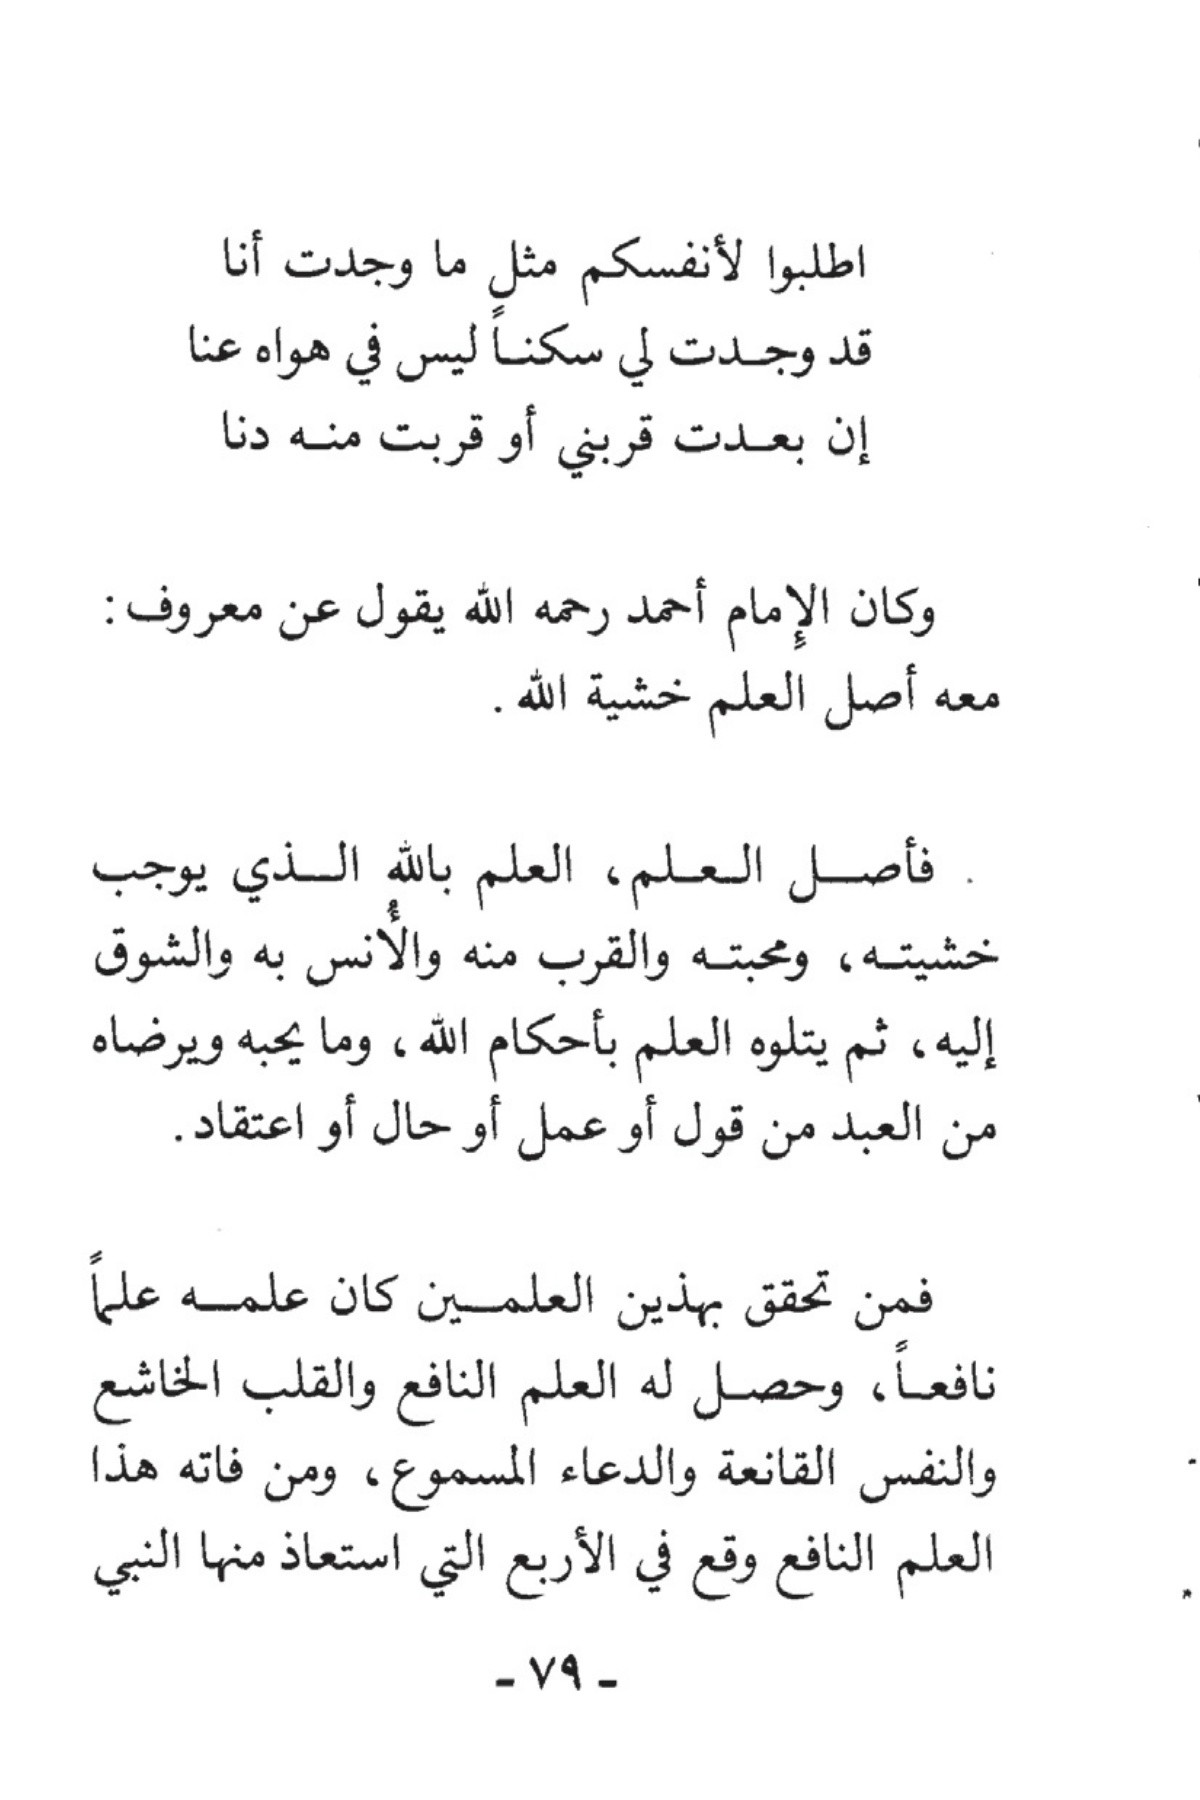 اطلبوا لأنفسكم مثل ما وجدت أنا
قد وجدت لي سكناً ليس في هواه عنا
إن بعدت قربني أو قربت منه دنا
وكان الإمام أحمد رحمه الله يقول عن معروف :
معه أصل العلم خشية الله .
فأصل العلم، العلم بالله الذي يوجب
خشيته، ومحبته والقرب منه والأُنس به والشوق
إليه، ثم يتلوه العلم بأحكام الله، وما يحبه ويرضاه
من العبد من قول أو عمل أو حال أو اعتقاد.
فمن تحقق بهذين العلمين كان علمه علماً
نافعاً، وحصل له العلم النافع والقلب الخاشع
والنفس القانعة والدعاء المسموع، ومن فاته هذا
العلم النافع وقع في الأربع التي استعاذ منها النبي
- ٧٩ -